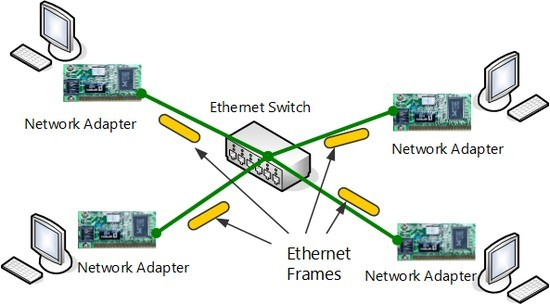 Ethernet Switch
Network Adapter
Network Adapter
Network Adapter
Ethernet
Frames
Network Adapter